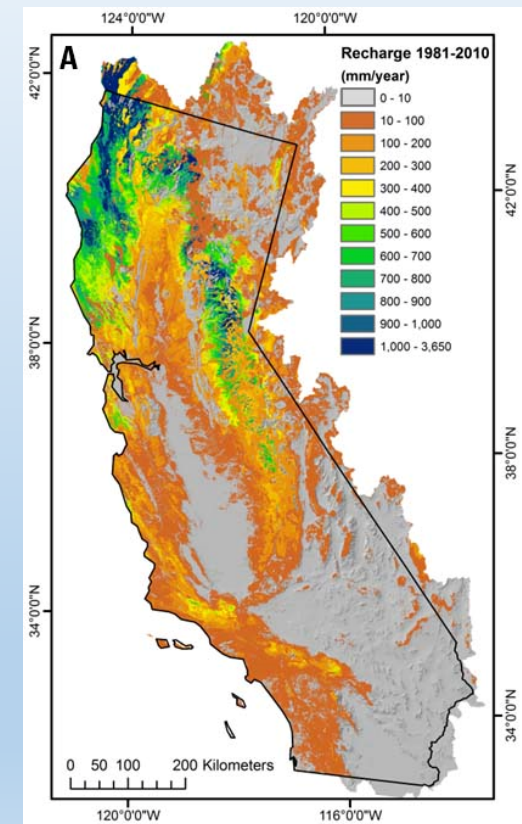 124°0'0"W 120°0'0"W
A
Recharge 1981-2010
(mm/year)
0 - 10
10 - 100
100 - 200
200 - 300
300 - 400
400 - 500
500 - 600
600 - 700
700 - 800
800 - 900
900 - 1,000
1,000 - 3,650
42°0'0"N
42°0'0"N
38°0'0"N
38°0'0"N
34°0'0"N
34°0'0"N
0 50 100 200 Kilometers
120°0'0"W 116°0'0"W